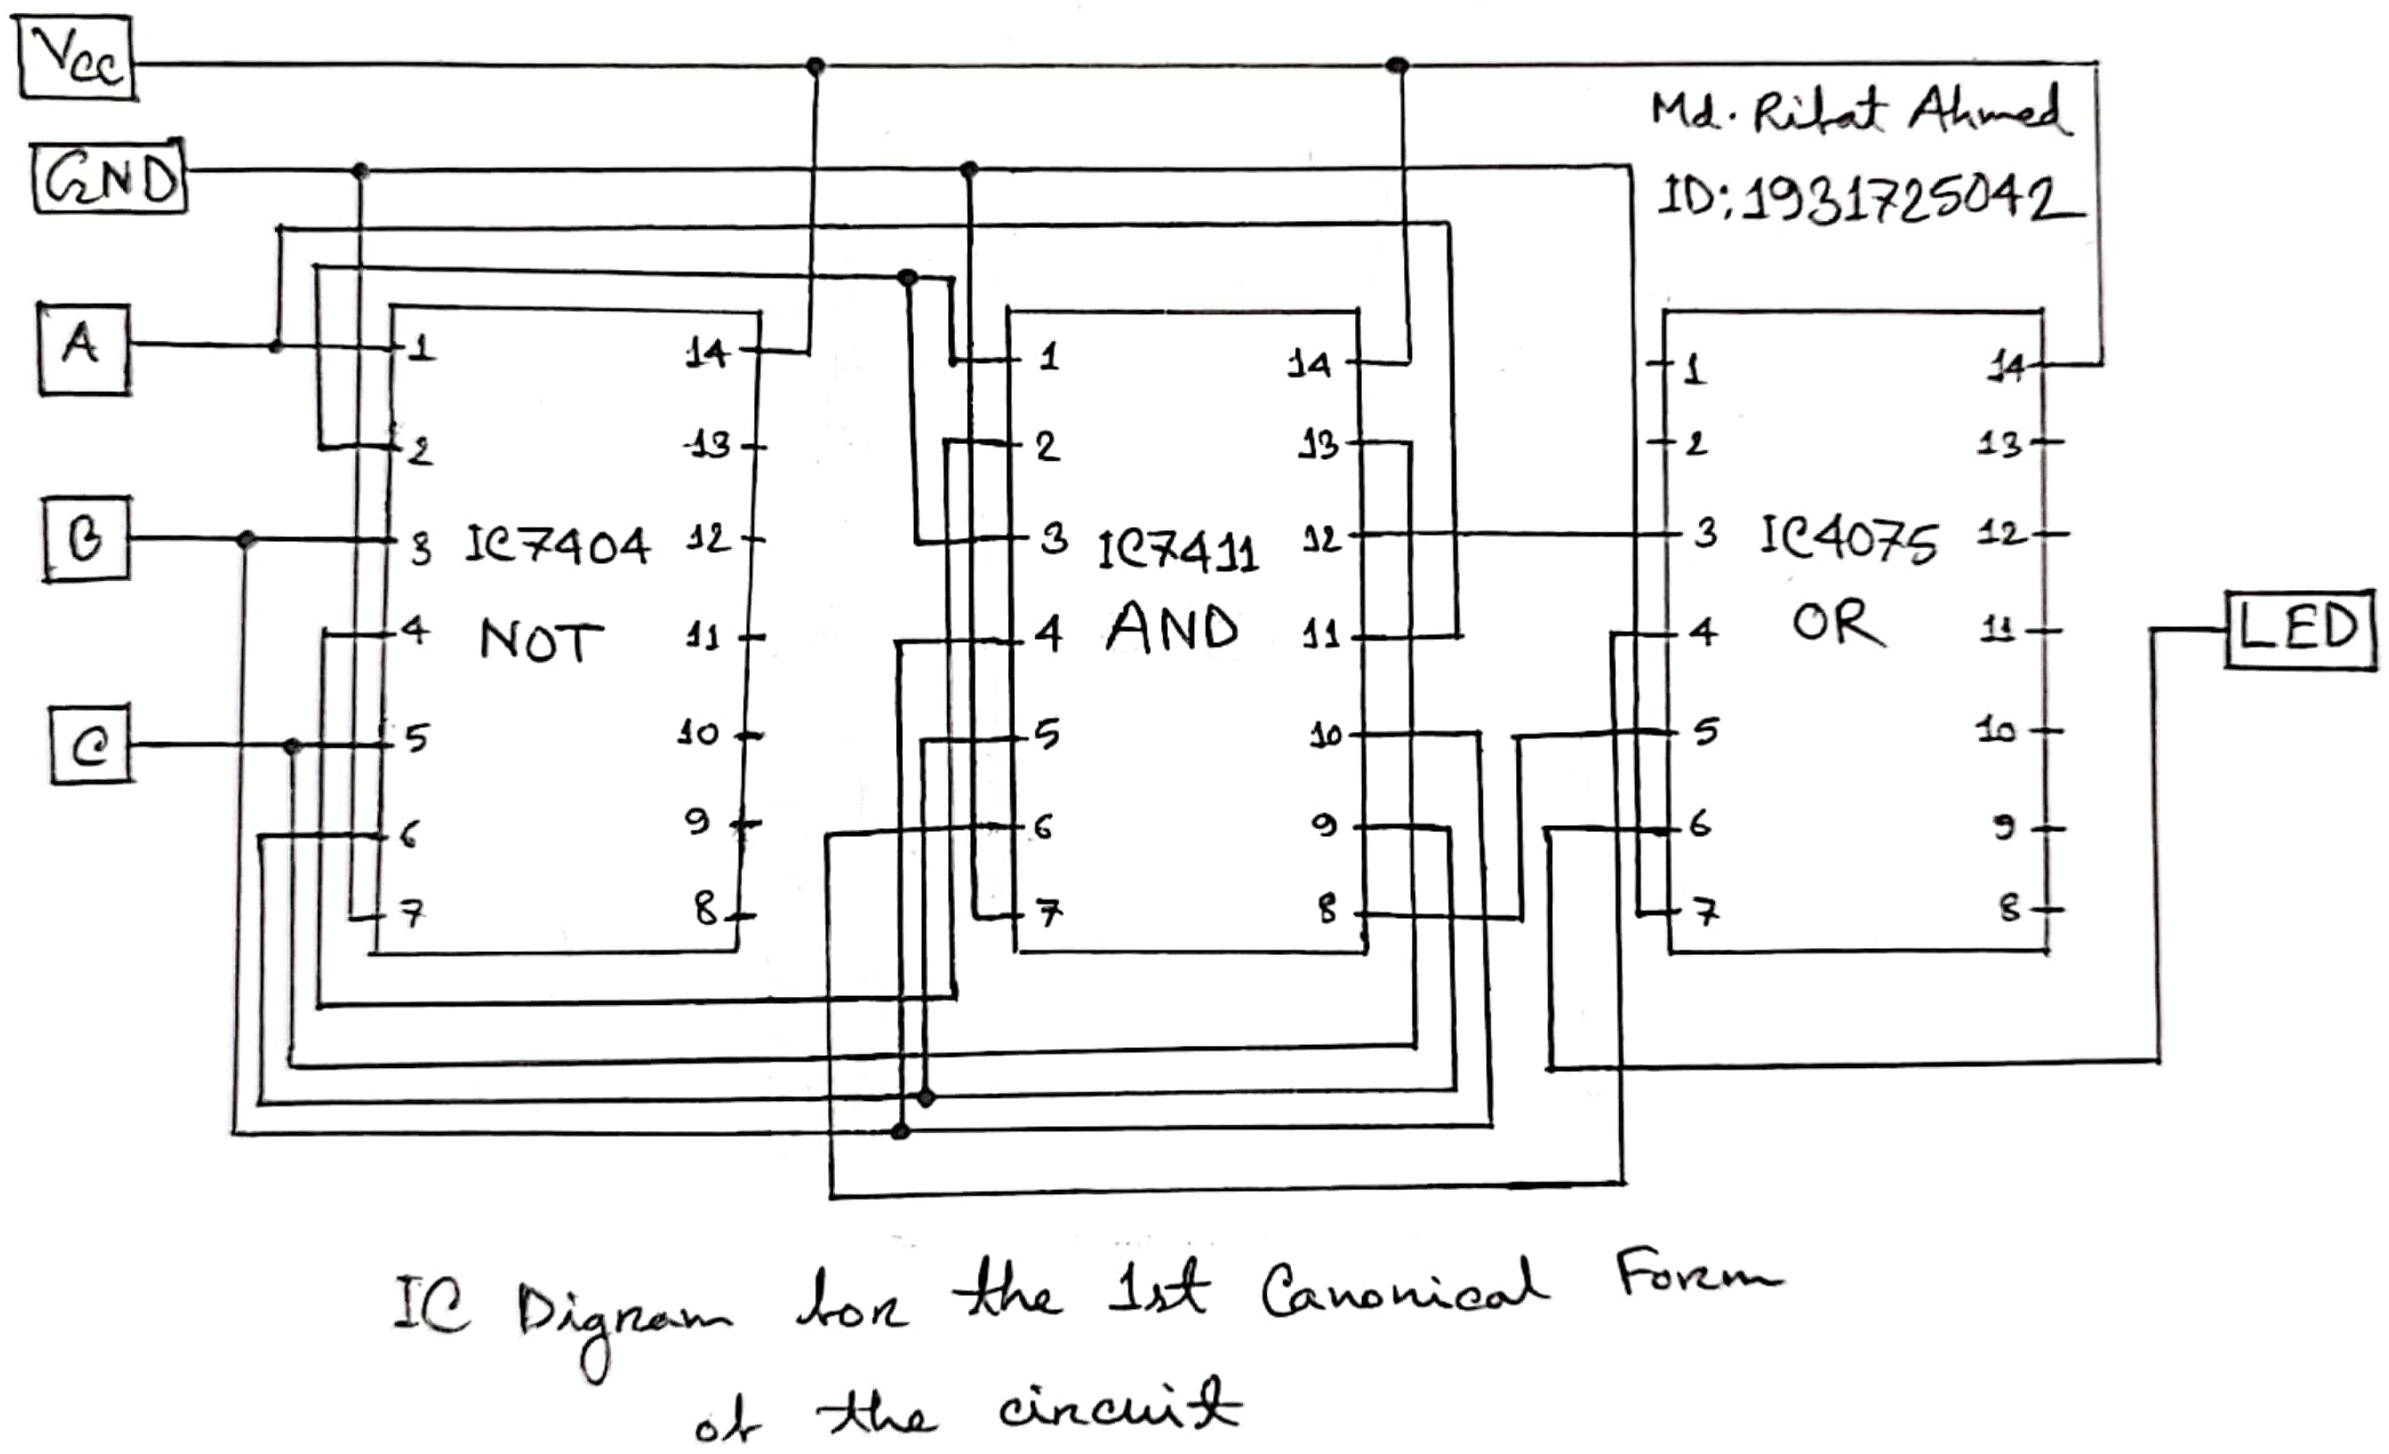 Vcc
GND
Md. Rifat Ahmed
ID: 1931725042
A
B
C
1 14
2 13
3 IC7404 12
4 NOT 11
5 10
6 9
7 8
1 14
2 13
3 IC7411 12
4 AND 11
5 10
6 9
7 8
1 14
2 13
3 IC4075 12
4 OR 11
5 10
6 9
7 8
LED
IC Digram for the 1st Canonical Form
of the circuit